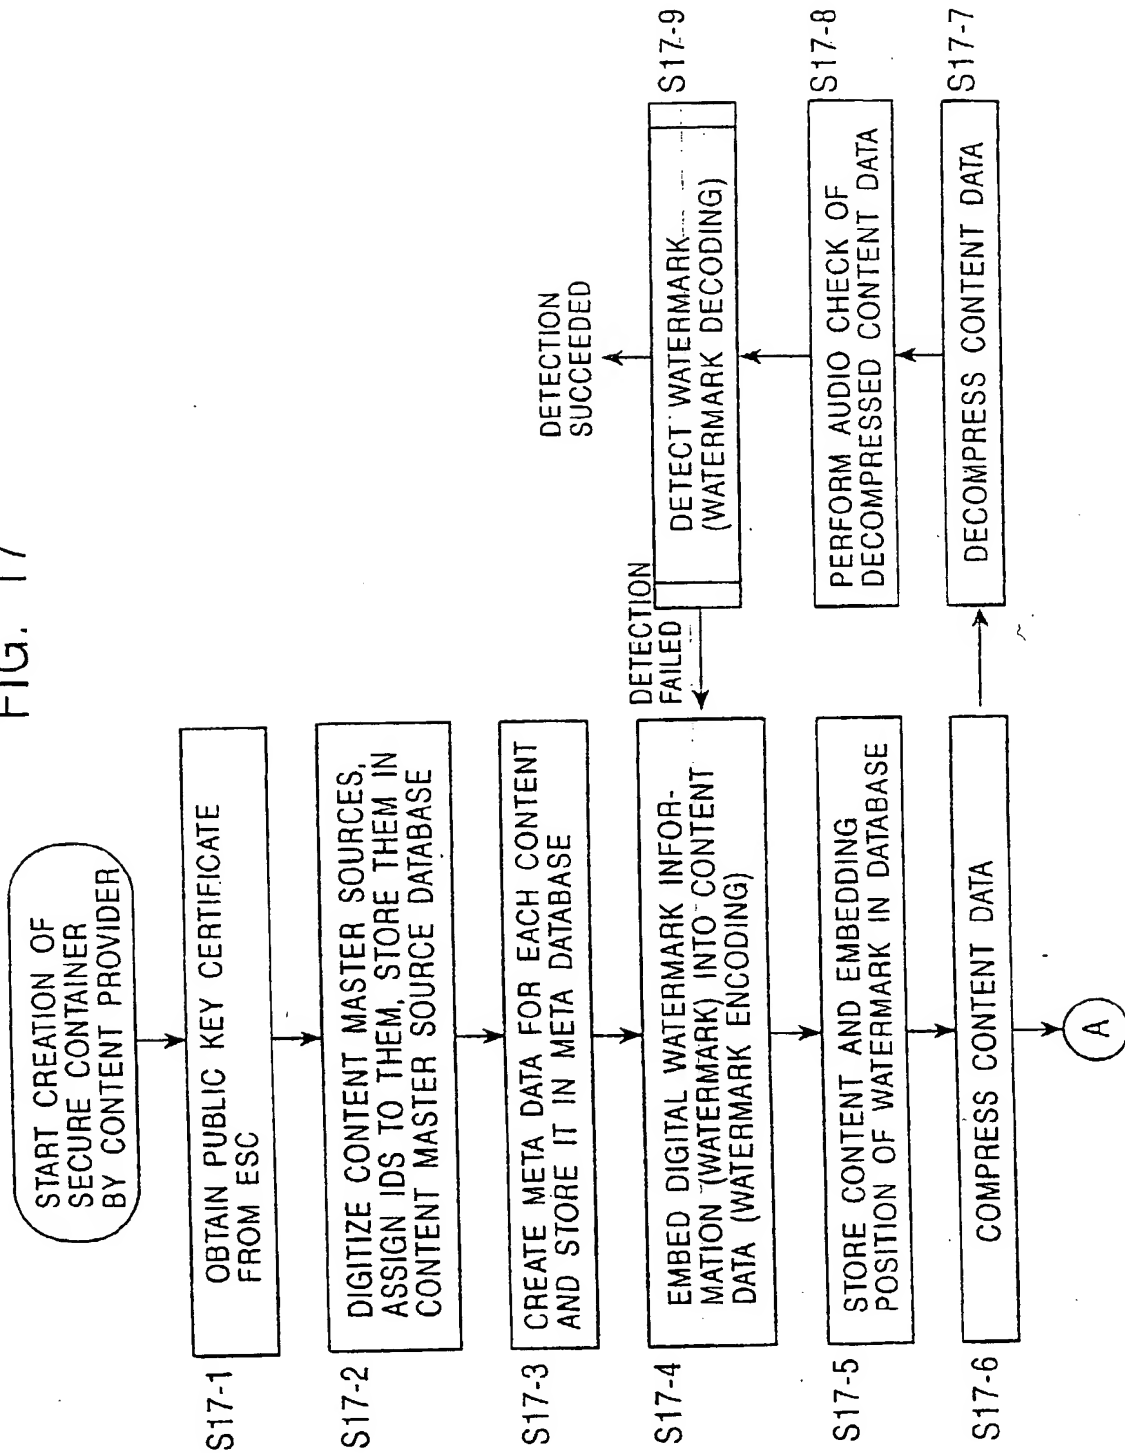 FIG. 17
START CREATION OF
SECURE CONTAINER
BY CONTENT PROVIDER
S17-1
OBTAIN PUBLIC KEY CERTIFICATE
FROM ESC
S17-2
DIGITIZE CONTENT MASTER SOURCES,
ASSIGN IDS TO THEM, STORE THEM IN
CONTENT MASTER SOURCE DATABASE
S17-3
CREATE META DATA FOR EACH CONTENT
AND STORE IT IN META DATABASE
S17-4
EMBED DIGITAL WATERMARK INFOR-
MATION (WATERMARK) INTO CONTENT
DATA (WATERMARK ENCODING)
S17-5
STORE CONTENT AND EMBEDDING
POSITION OF WATERMARK IN DATABASE
S17-6
COMPRESS CONTENT DATA
A
DETECTION
SUCCEEDED
DETECTION
FAILED
DETECT WATERMARK
(WATERMARK DECODING)
S17-9
PERFORM AUDIO CHECK OF
DECOMPRESSED CONTENT DATA
S17-8
DECOMPRESS CONTENT DATA
S17-7